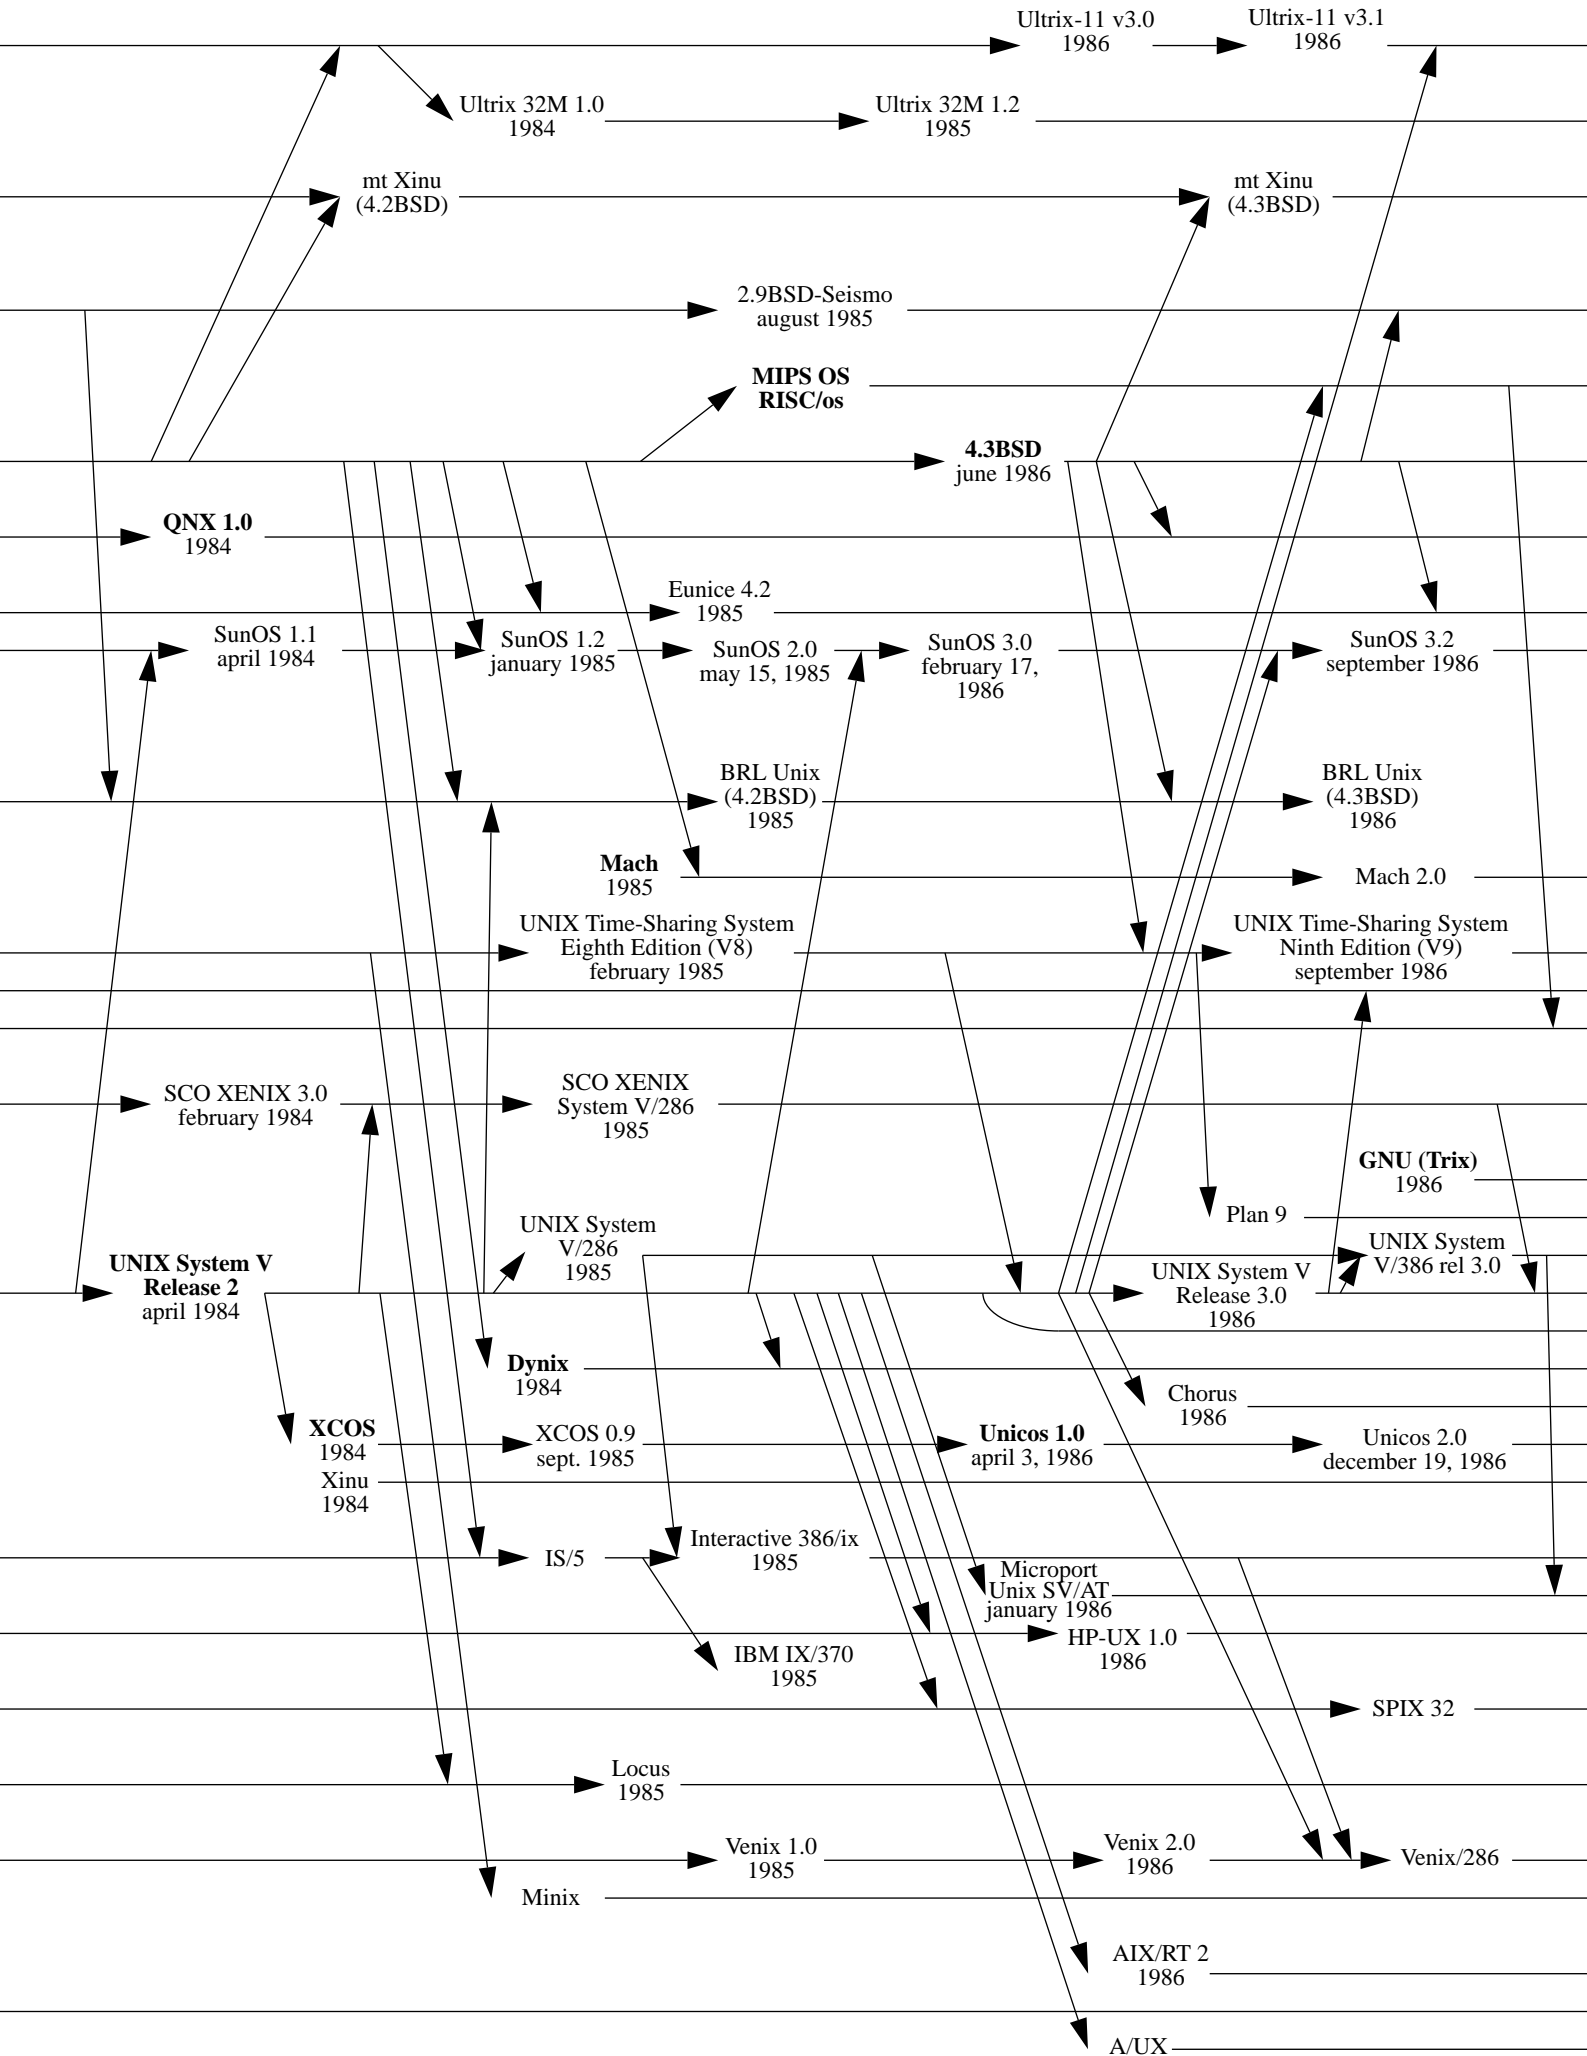 Ultrix-11 v3.0
1986
Ultrix-11 v3.1
1986
Ultrix 32M 1.0
1984
Ultrix 32M 1.2
1985
mt Xinu
(4.2BSD)
mt Xinu
(4.3BSD)
2.9BSD-Seismo
august 1985
MIPS OS
RISC/os
4.3BSD
june 1986
QNX 1.0
1984
Eunice 4.2
1985
SunOS 1.1
april 1984
SunOS 1.2
january 1985
SunOS 2.0
may 15, 1985
SunOS 3.0
february 17,
1986
SunOS 3.2
september 1986
BRL Unix
(4.2BSD)
1985
BRL Unix
(4.3BSD)
1986
Mach
1985
Mach 2.0
UNIX Time-Sharing System
Eighth Edition (V8)
february 1985
UNIX Time-Sharing System
Ninth Edition (V9)
september 1986
SCO XENIX 3.0
february 1984
SCO XENIX
System V/286
1985
GNU (Trix)
1986
Plan 9
UNIX System V
Release 2
april 1984
UNIX System
V/286
1985
UNIX System V
Release 3.0
1986
UNIX System
V/386 rel 3.0
Dynix
1984
Chorus
1986
XCOS
1984
XCOS 0.9
sept. 1985
Unicos 1.0
april 3, 1986
Unicos 2.0
december 19, 1986
Xinu
1984
IS/5
Interactive 386/ix
1985
Microport
Unix SV/AT
january 1986
HP-UX 1.0
1986
IBM IX/370
1985
SPIX 32
Locus
1985
Venix 1.0
1985
Venix 2.0
1986
Venix/286
Minix
AIX/RT 2
1986
A/UX